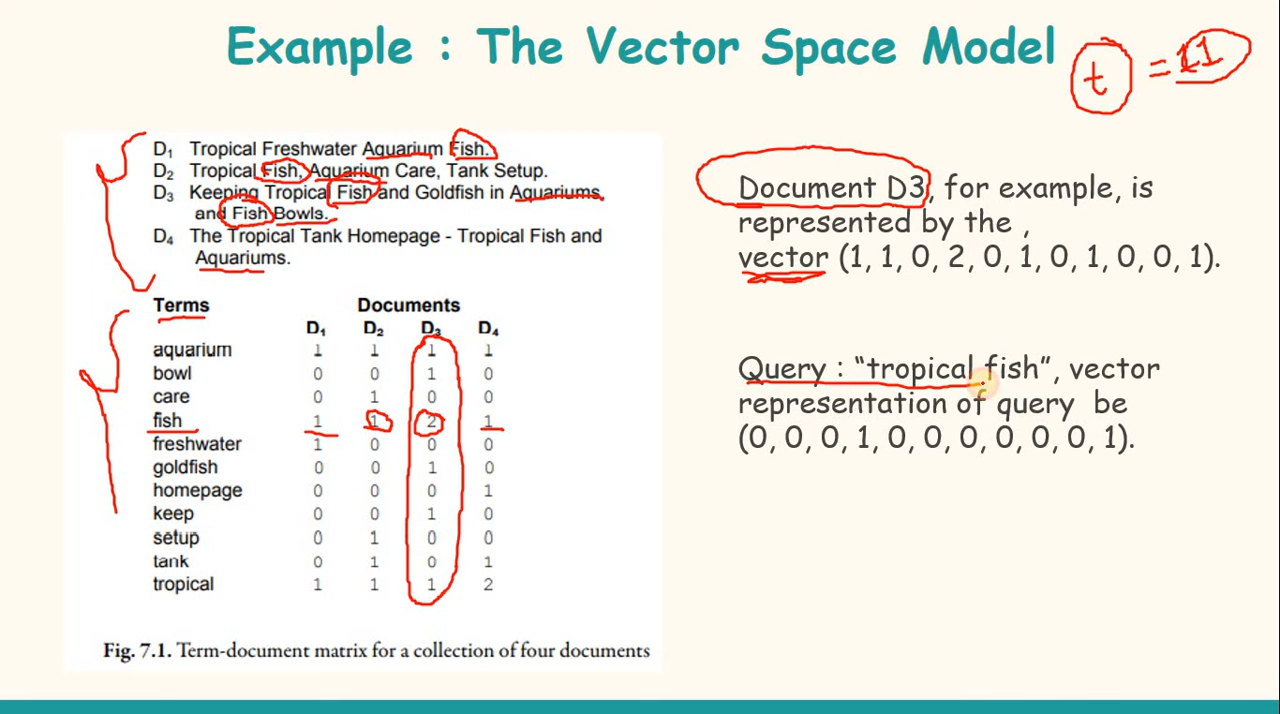 Example : The Vector Space Model
t = 11
D1 Tropical Freshwater Aquarium Fish.
D2 Tropical Fish, Aquarium Care, Tank Setup.
D3 Keeping Tropical Fish and Goldfish in Aquariums,
and Fish Bowls.
D4 The Tropical Tank Homepage - Tropical Fish and
Aquariums.
Terms Documents
D1 D2 D3 D4
aquarium 1 1 1 1
bowl 0 0 1 0
care 0 1 0 0
fish 1 1 2 1
freshwater 1 0 0 0
goldfish 0 0 1 0
homepage 0 0 0 1
keep 0 0 1 0
setup 0 1 0 0
tank 0 1 0 1
tropical 1 1 1 2
Fig. 7.1. Term-document matrix for a collection of four documents
Document D3, for example, is
represented by the ,
vector (1, 1, 0, 2, 0, 1, 0, 1, 0, 0, 1).
Query : “tropical fish”, vector
representation of query be
(0, 0, 0, 1, 0, 0, 0, 0, 0, 0, 1).